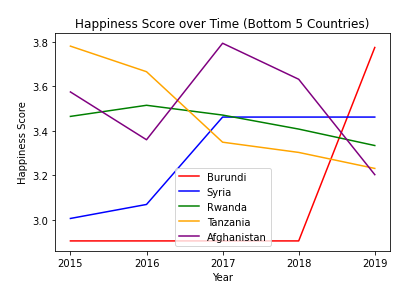 Happiness Score over Time (Bottom 5 Countries)
3.8
3.6
3.4
3.2
3.0
Happiness Score
Burundi
Syria
Rwanda
Tanzania
Afghanistan
2015 2016 2017 2018 2019
Year